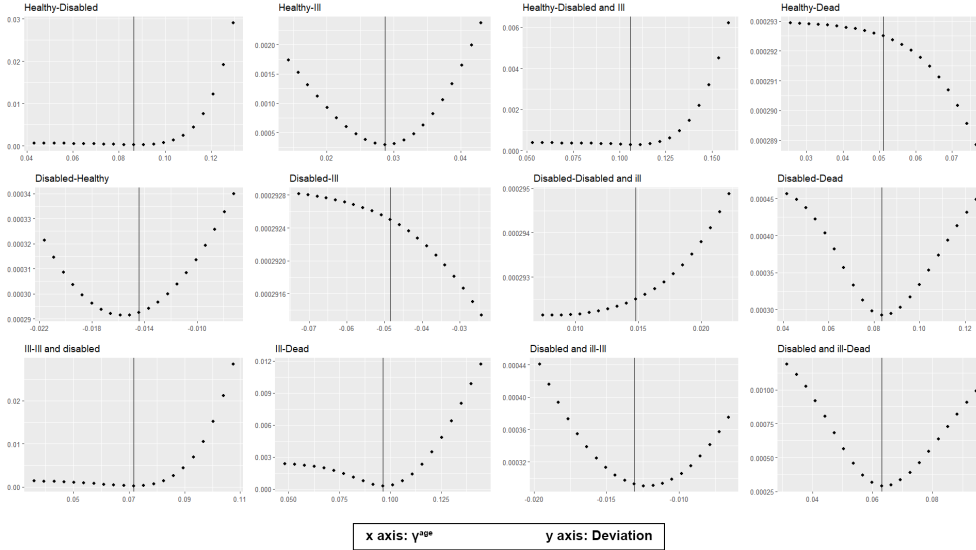 Healthy-Disabled
0.03
0.02
0.01
0.00
0.04 0.06 0.08 0.10 0.12
Healthy-Ill
0.0020
0.0015
0.0010
0.0005
0.02 0.03 0.04
Healthy-Disabled and Ill
0.006
0.004
0.002
0.000
0.050 0.075 0.100 0.125 0.150
Healthy-Dead
0.000293
0.000292
0.000291
0.000290
0.000289
0.03 0.04 0.05 0.06 0.07
Disabled-Healthy
0.00034
0.00033
0.00032
0.00031
0.00030
0.00029
-0.022 -0.018 -0.014 -0.010
Disabled-Ill
0.0002928
0.0002924
0.0002920
0.0002916
-0.07 -0.06 -0.05 -0.04 -0.03
Disabled-Disabled and ill
0.000295
0.000294
0.000293
0.010 0.015 0.020
Disabled-Dead
0.00045
0.00040
0.00035
0.00030
0.04 0.06 0.08 0.10 0.12
Ill-Ill and disabled
0.02
0.01
0.00
0.05 0.07 0.09 0.11
Ill-Dead
0.012
0.009
0.006
0.003
0.000
0.050 0.075 0.100 0.125
Disabled and ill-Ill
0.00044
0.00040
0.00036
0.00032
-0.020 -0.015 -0.010
Disabled and ill-Dead
0.00100
0.00075
0.00050
0.00025
0.04 0.06 0.08
x axis: γᵃᵍᵉ y axis: Deviation